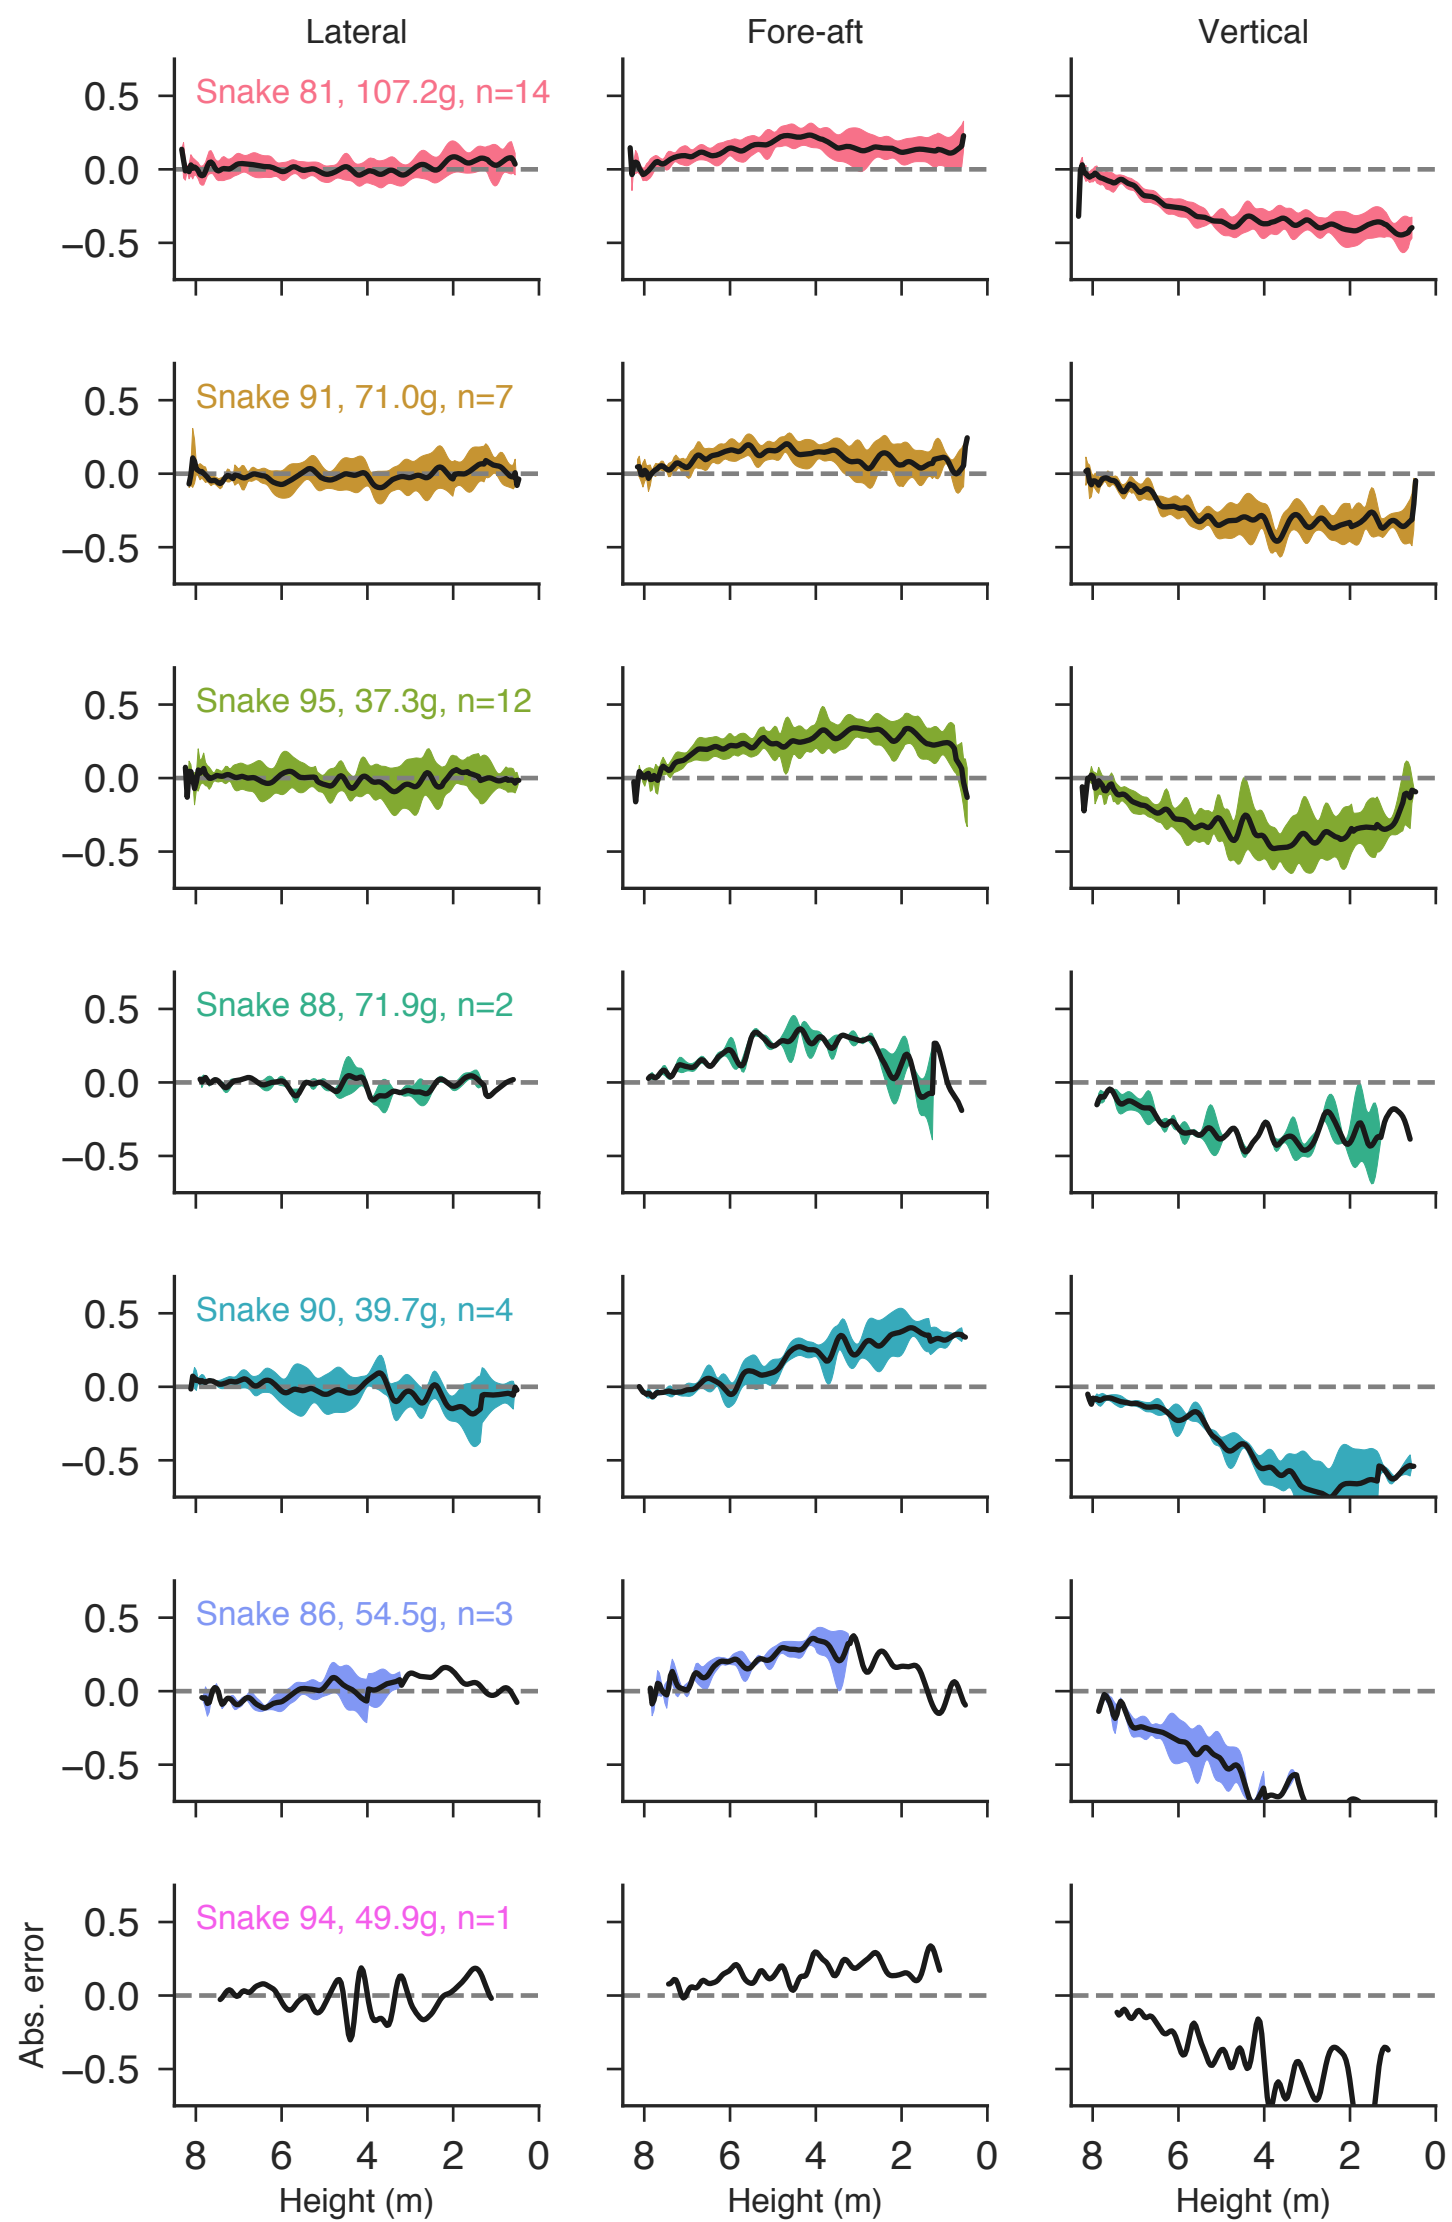 Lateral Fore-aft Vertical
Snake 81, 107.2g, n=14
0.5
0.0
−0.5
Snake 91, 71.0g, n=7
0.5
0.0
−0.5
Snake 95, 37.3g, n=12
0.5
0.0
−0.5
Snake 88, 71.9g, n=2
0.5
0.0
−0.5
Snake 90, 39.7g, n=4
0.5
0.0
−0.5
Snake 86, 54.5g, n=3
0.5
0.0
−0.5
Snake 94, 49.9g, n=1
0.5
0.0
−0.5
Abs. error
8 6 4 2 0 8 6 4 2 0 8 6 4 2 0
Height (m) Height (m) Height (m)